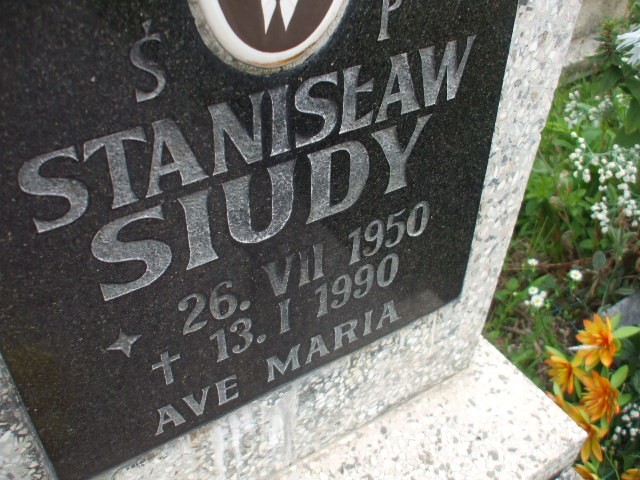 Ś P
STANISŁAW
SIUDY
26. VII 1950
† 13. I 1990
AVE MARIA